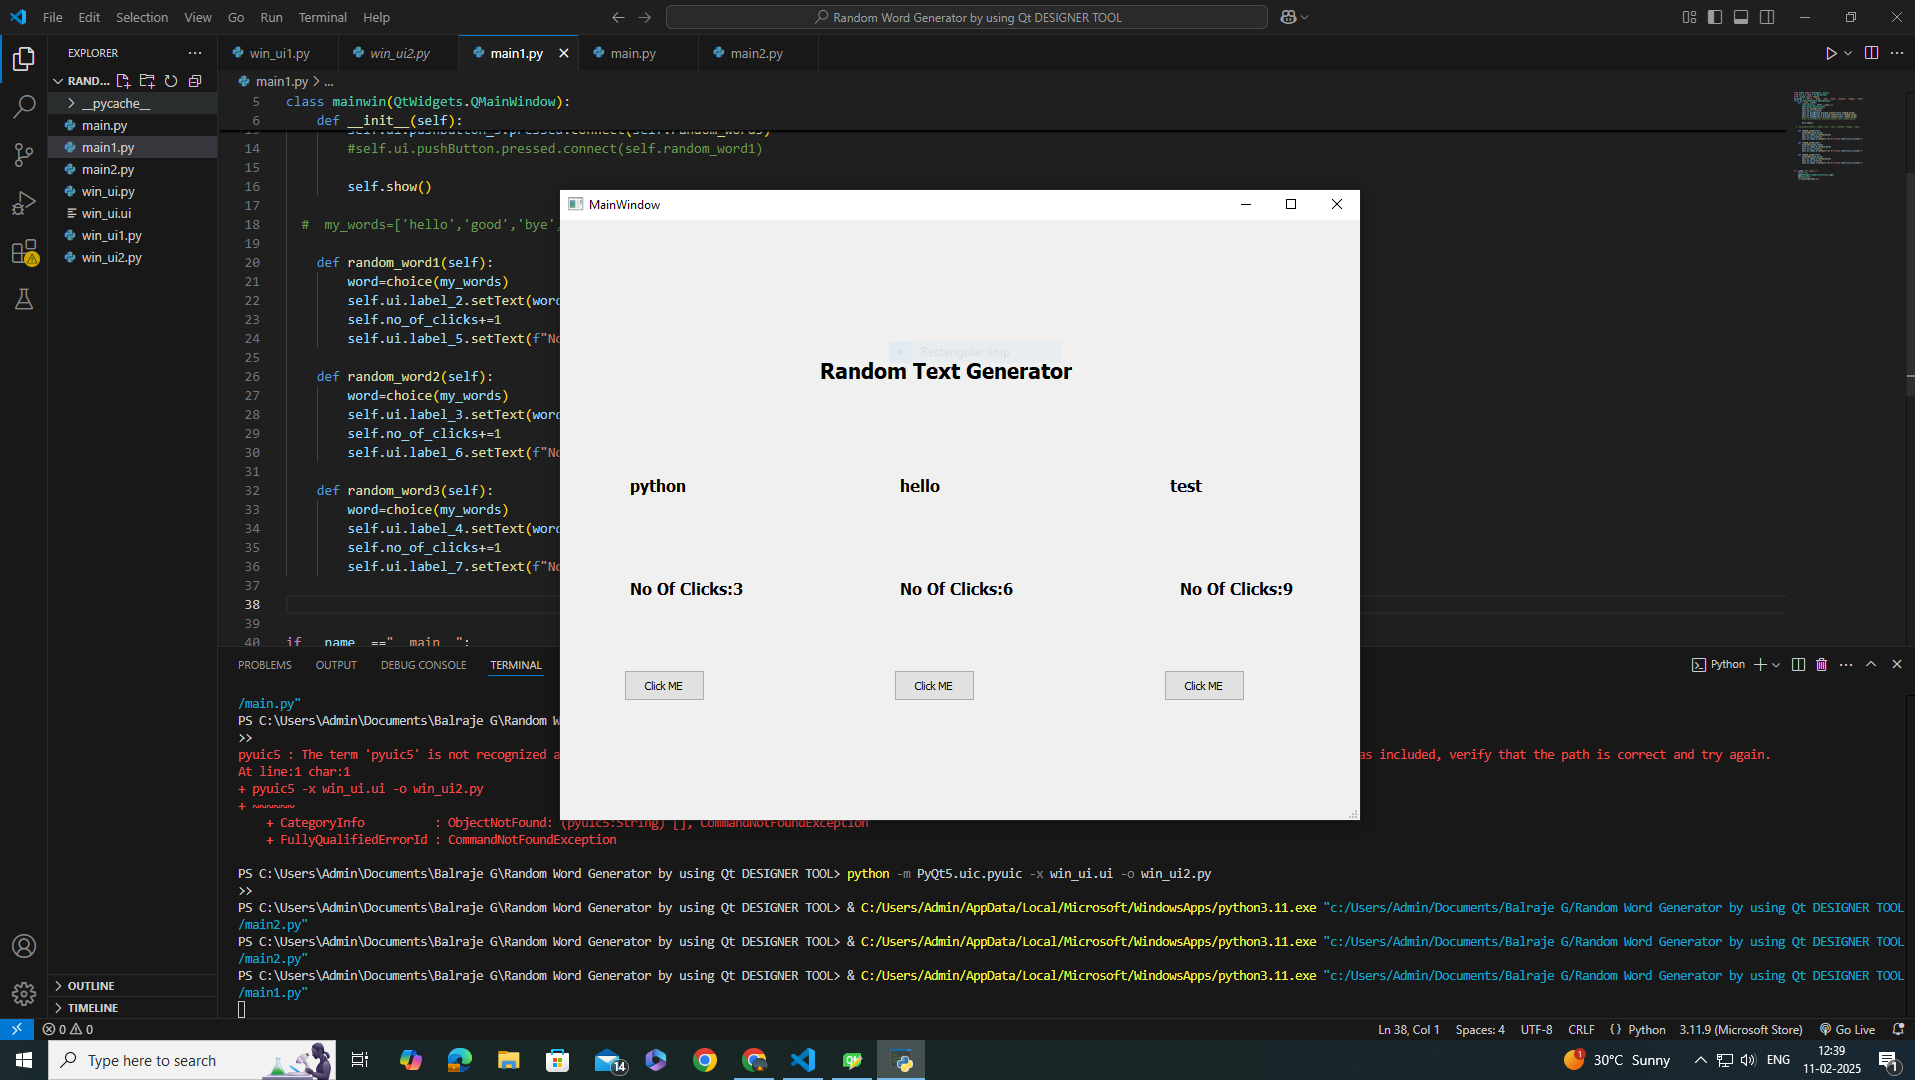 File Edit Selection View Go Run Terminal Help
Random Word Generator by using Qt DESIGNER TOOL
EXPLORER
RAND...
__pycache__
main.py
main1.py
main2.py
win_ui.py
win_ui.ui
win_ui1.py
win_ui2.py
OUTLINE
TIMELINE
win_ui1.py win_ui2.py main1.py main.py main2.py
main1.py > ...
5 class mainwin(QtWidgets.QMainWindow):
6 def __init__(self):
14 #self.ui.pushButton.pressed.connect(self.random_word1)
15
16 self.show()
17
18 # my_words=['hello','good','bye'
19
20 def random_word1(self):
21 word=choice(my_words)
22 self.ui.label_2.setText(word
23 self.no_of_clicks+=1
24 self.ui.label_5.setText(f"No
25
26 def random_word2(self):
27 word=choice(my_words)
28 self.ui.label_3.setText(word
29 self.no_of_clicks+=1
30 self.ui.label_6.setText(f"No
31
32 def random_word3(self):
33 word=choice(my_words)
34 self.ui.label_4.setText(word
35 self.no_of_clicks+=1
36 self.ui.label_7.setText(f"No
37
38
39
40 if __name__=="__main__":
MainWindow
Rectangular Snip
Random Text Generator
python hello test
No Of Clicks:3 No Of Clicks:6 No Of Clicks:9
Click ME Click ME Click ME
PROBLEMS OUTPUT DEBUG CONSOLE TERMINAL
Python
/main.py"
PS C:\Users\Admin\Documents\Balraje G\Random W
>>
pyuic5 : The term 'pyuic5' is not recognized a
as included, verify that the path is correct and try again.
At line:1 char:1
+ pyuic5 -x win_ui.ui -o win_ui2.py
+ ~~~~~~
+ CategoryInfo : ObjectNotFound: (pyuic5:String) [], CommandNotFoundException
+ FullyQualifiedErrorId : CommandNotFoundException
PS C:\Users\Admin\Documents\Balraje G\Random Word Generator by using Qt DESIGNER TOOL> python -m PyQt5.uic.pyuic -x win_ui.ui -o win_ui2.py
>>
PS C:\Users\Admin\Documents\Balraje G\Random Word Generator by using Qt DESIGNER TOOL> & C:/Users/Admin/AppData/Local/Microsoft/WindowsApps/python3.11.exe "c:/Users/Admin/Documents/Balraje G/Random Word Generator by using Qt DESIGNER TOOL
/main2.py"
PS C:\Users\Admin\Documents\Balraje G\Random Word Generator by using Qt DESIGNER TOOL> & C:/Users/Admin/AppData/Local/Microsoft/WindowsApps/python3.11.exe "c:/Users/Admin/Documents/Balraje G/Random Word Generator by using Qt DESIGNER TOOL
/main2.py"
PS C:\Users\Admin\Documents\Balraje G\Random Word Generator by using Qt DESIGNER TOOL> & C:/Users/Admin/AppData/Local/Microsoft/WindowsApps/python3.11.exe "c:/Users/Admin/Documents/Balraje G/Random Word Generator by using Qt DESIGNER TOOL
/main1.py"
0 0
Ln 38, Col 1 Spaces: 4 UTF-8 CRLF {} Python 3.11.9 (Microsoft Store) Go Live
Type here to search
14
1
30°C Sunny
ENG
12:39
11-02-2025
1